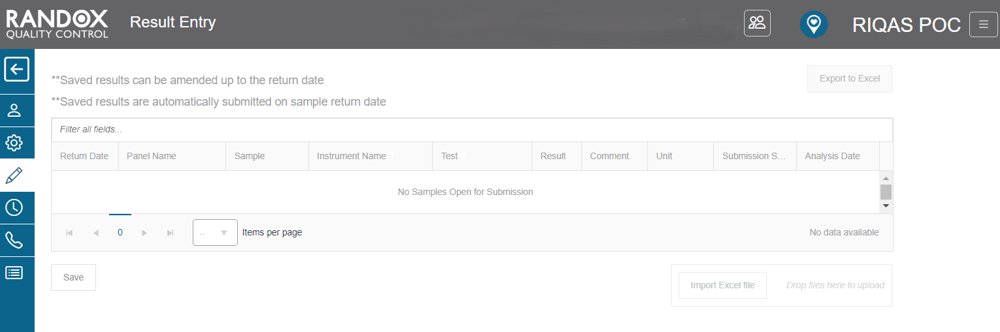 RANDOX
QUALITY CONTROL
Result Entry
RIQAS POC
**Saved results can be amended up to the return date
Export to Excel
**Saved results are automatically submitted on sample return date
Filter all fields...
Return Date Panel Name Sample Instrument Name Test Result Comment Unit Submission S... Analysis Date
No Samples Open for Submission
0 .. Items per page No data available
Save
Import Excel file Drop files here to upload